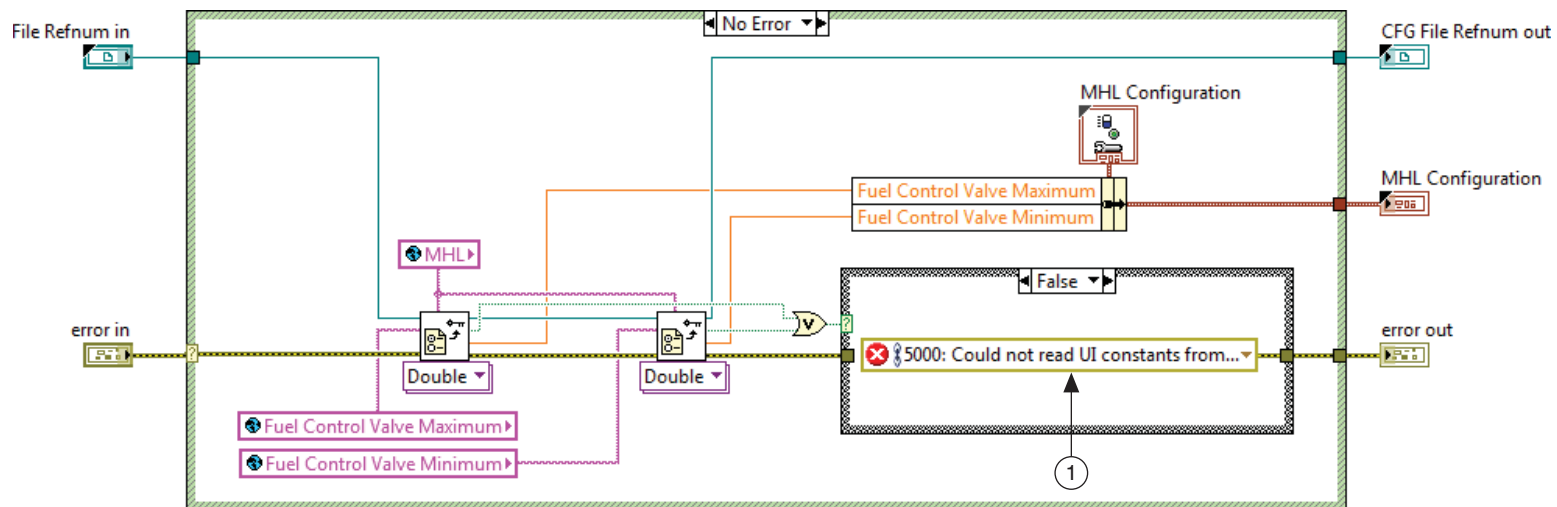 No Error
File Refnum in
CFG File Refnum out
MHL Configuration
Fuel Control Valve Maximum
Fuel Control Valve Minimum
MHL Configuration
MHL
False
error in
error out
5000: Could not read UI constants from...
Double
Double
Fuel Control Valve Maximum
Fuel Control Valve Minimum
1